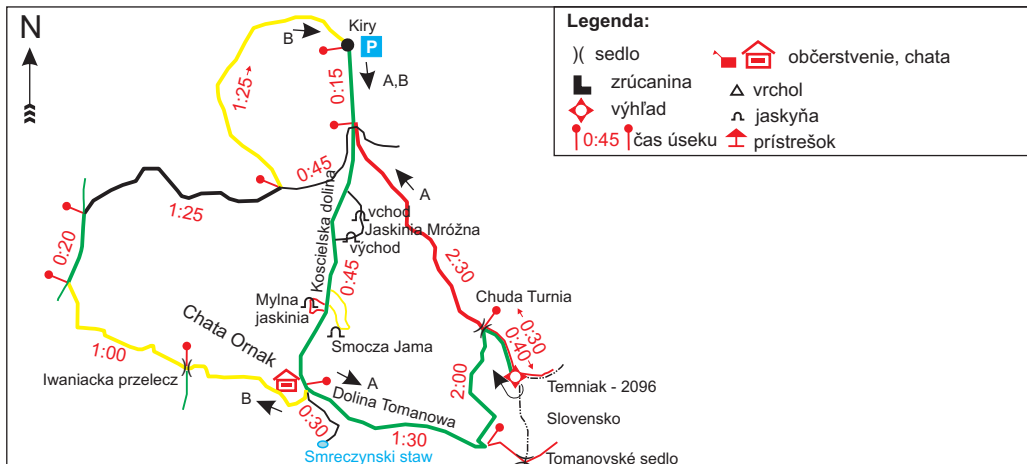 N
Kiry
P
B
A,B
0:15
1:25
0:45
A
1:25
vchod
Jaskinia Mróžna
východ
Koscielska dolina
0:45
0:20
2:30
Mylna
jaskinia
Chuda Turnia
Chata Ornak
Smocza Jama
0:30
0:40
1:00
Iwaniacka przelecz
A
2:00
Temniak - 2096
B
Dolina Tomanowa
Slovensko
0:30
1:30
Smreczynski staw
Tomanovské sedlo
Legenda:
)( sedlo
zrúcanina
výhľad
0:45 čas úseku
občerstvenie, chata
vrchol
jaskyňa
prístrešok